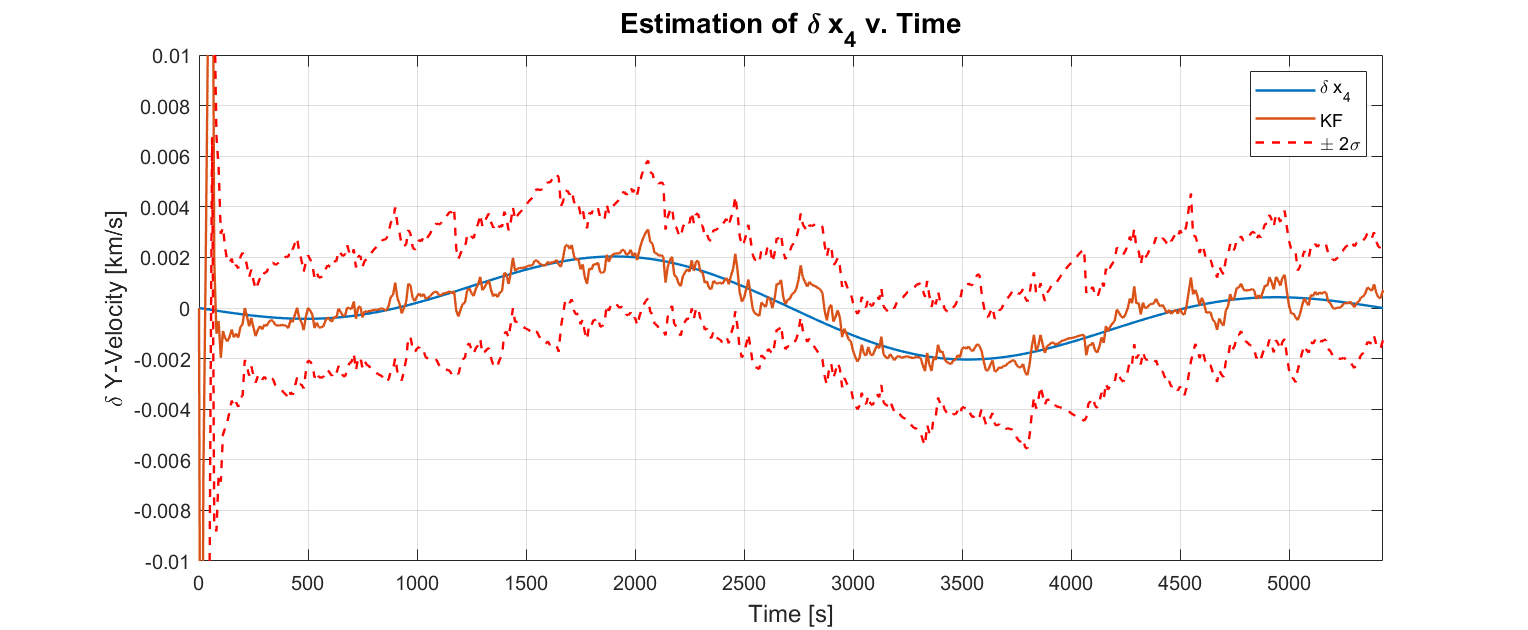 Estimation of δ x₄ v. Time
0.01
0.008
0.006
0.004
0.002
0
-0.002
-0.004
-0.006
-0.008
-0.01
δ Y-Velocity [km/s]
δ x₄
KF
± 2σ
0 500 1000 1500 2000 2500 3000 3500 4000 4500 5000
Time [s]